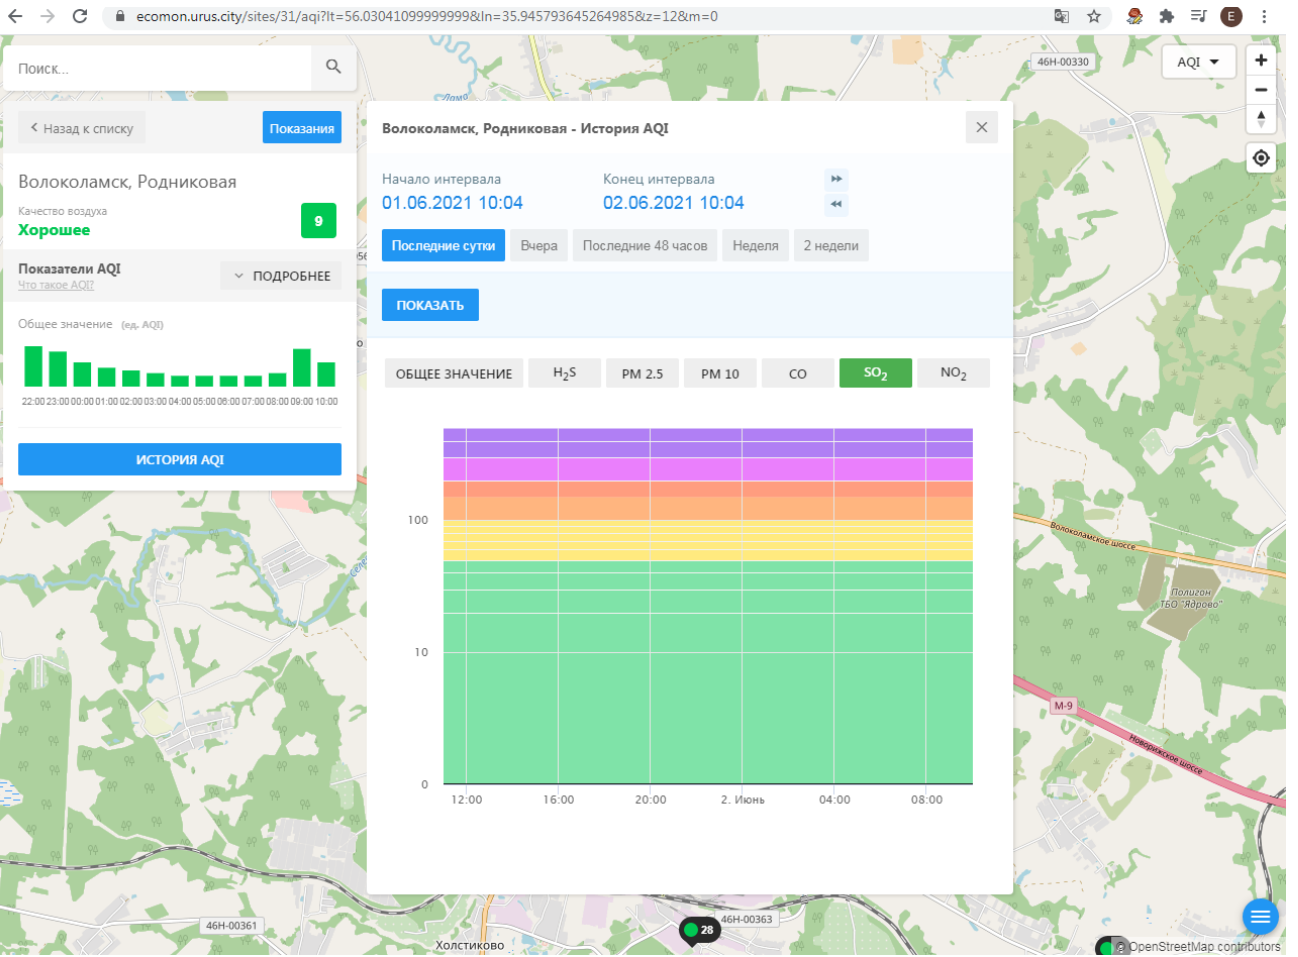 ecomon.urus.city/sites/31/aqi?lt=56.03041099999999&ln=35.945793645264985&z=12&m=0
E
Поиск...
Назад к списку
Показания
Волоколамск, Родниковая
Качество воздуха
Хорошее
9
Показатели AQI
Что такое AQI?
ПОДРОБНЕЕ
Общее значение (ед. AQI)
22:00 23:00 00:00 01:00 02:00 03:00 04:00 05:00 06:00 07:00 08:00 09:00 10:00
ИСТОРИЯ AQI
Лама
46Н-00330
AQI
Волоколамск, Родниковая - История AQI
Начало интервала
Конец интервала
01.06.2021 10:04
02.06.2021 10:04
Последние сутки
Вчера
Последние 48 часов
Неделя
2 недели
ПОКАЗАТЬ
ОБЩЕЕ ЗНАЧЕНИЕ
H2S
PM 2.5
PM 10
CO
SO2
NO2
100
10
0
12:00
16:00
20:00
2. Июнь
04:00
08:00
Волоколамское шоссе
Полигон
ТБО "Ядрово"
М-9
Новорижское шоссе
46Н-00361
46Н-00363
28
Холстиково
OpenStreetMap contributors